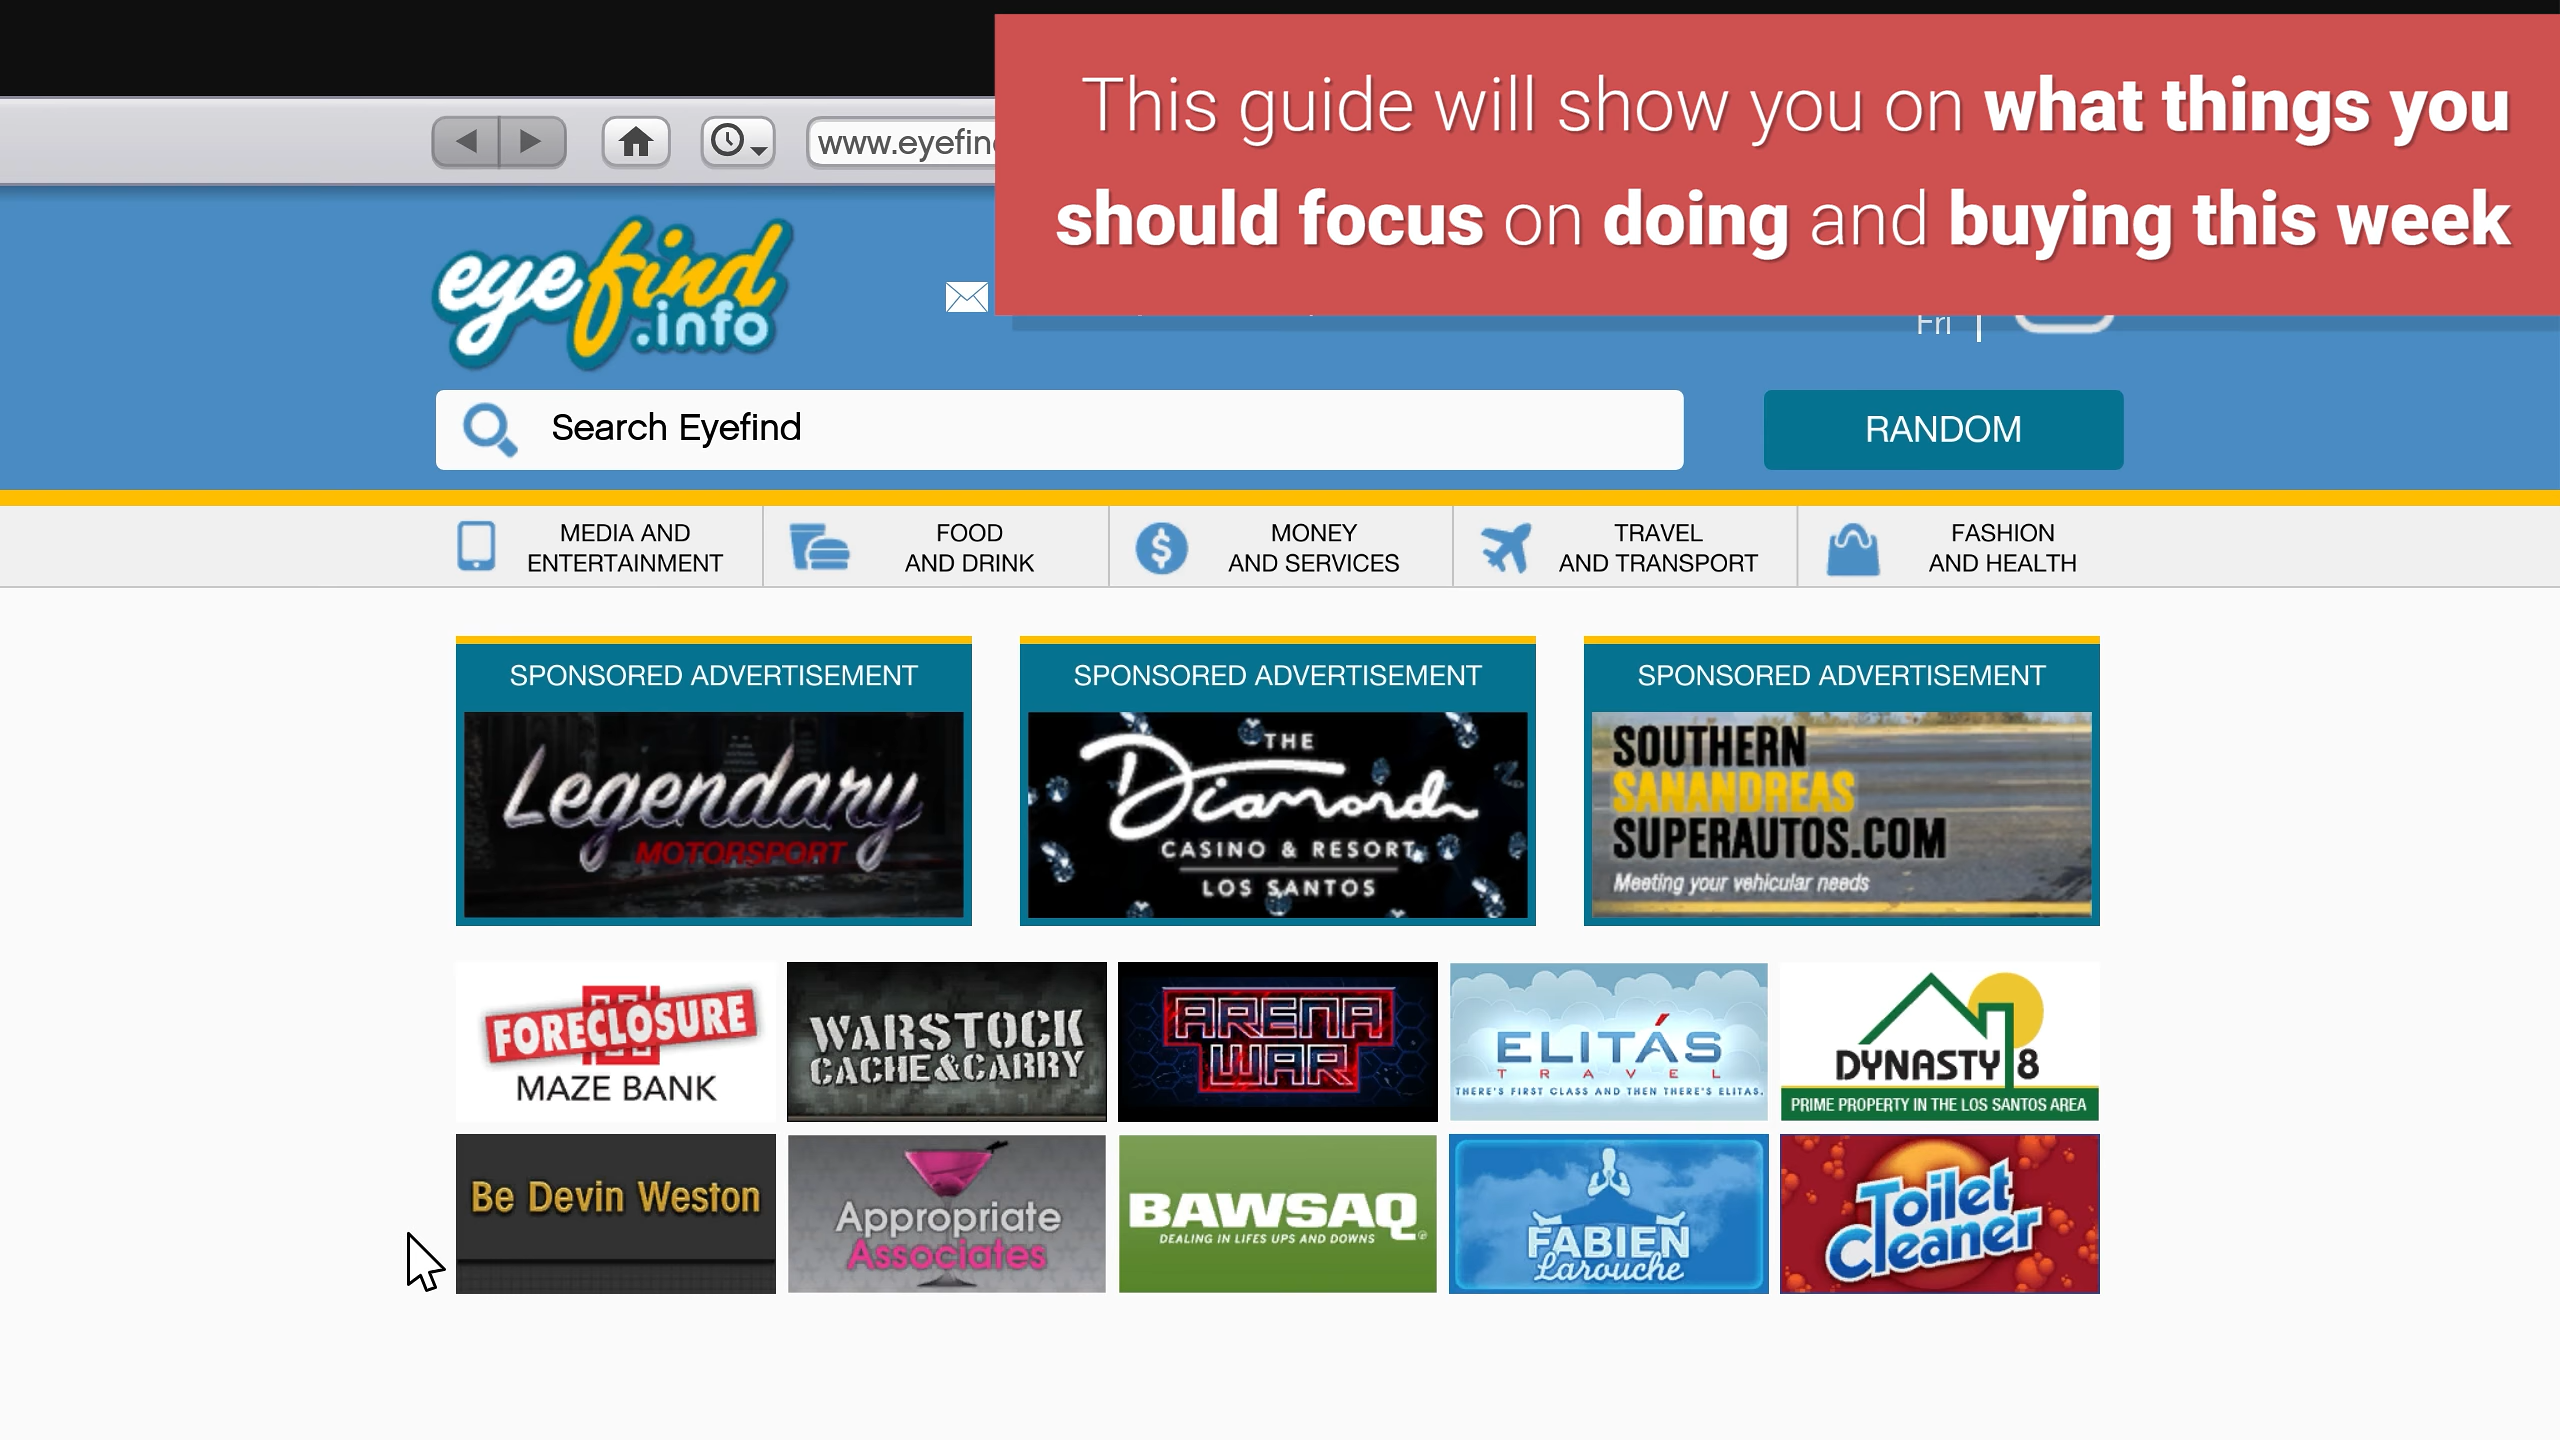 This guide will show you on what things you
should focus on doing and buying this week
www.eyefin
eyefind
.info
Fri
Search Eyefind
RANDOM
MEDIA AND
ENTERTAINMENT
FOOD
AND DRINK
MONEY
AND SERVICES
TRAVEL
AND TRANSPORT
FASHION
AND HEALTH
SPONSORED ADVERTISEMENT
Legendary
MOTORSPORT
SPONSORED ADVERTISEMENT
THE
Diamond
CASINO & RESORT
LOS SANTOS
SPONSORED ADVERTISEMENT
SOUTHERN
SANANDREAS
SUPERAUTOS.COM
Meeting your vehicular needs
FORECLOSURE
MAZE BANK
WARSTOCK
CACHE&CARRY
ARENA
WAR
ELITÁS
TRAVEL
THERE'S FIRST CLASS AND THEN THERE'S ELITAS.
DYNASTY 8
PRIME PROPERTY IN THE LOS SANTOS AREA
Be Devin Weston
Appropriate
Associates
BAWSAQ
DEALING IN LIFES UPS AND DOWNS
FABIEN
Larouche
Toilet
Cleaner